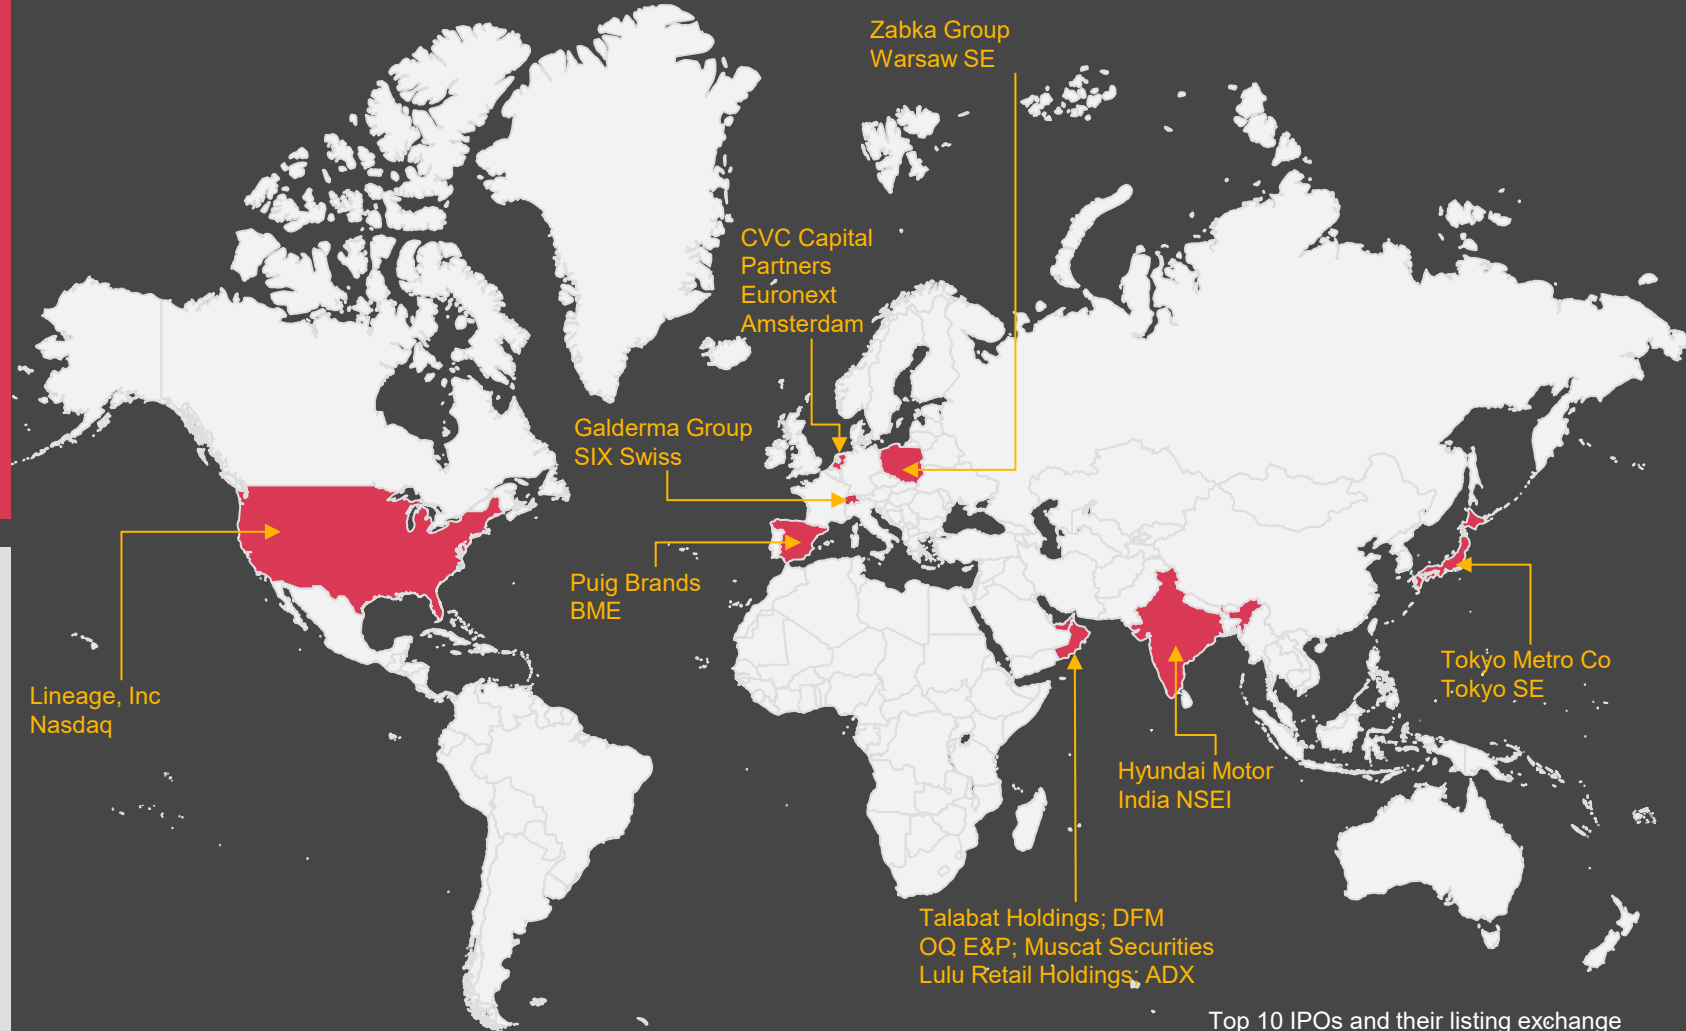 Zabka Group
Warsaw SE
CVC Capital
Partners
Euronext
Amsterdam
Galderma Group
SIX Swiss
Puig Brands
BME
Lineage, Inc
Nasdaq
Tokyo Metro Co
Tokyo SE
Hyundai Motor
India NSEI
Talabat Holdings; DFM
OQ E&P; Muscat Securities
Lulu Retail Holdings; ADX
Top 10 IPOs and their listing exchange